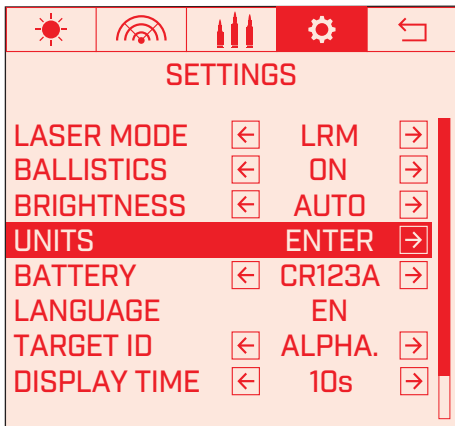 SETTINGS
LASER MODE ← LRM →
BALLISTICS ← ON →
BRIGHTNESS ← AUTO →
UNITS ENTER →
BATTERY ← CR123A →
LANGUAGE EN
TARGET ID ← ALPHA. →
DISPLAY TIME ← 10s →